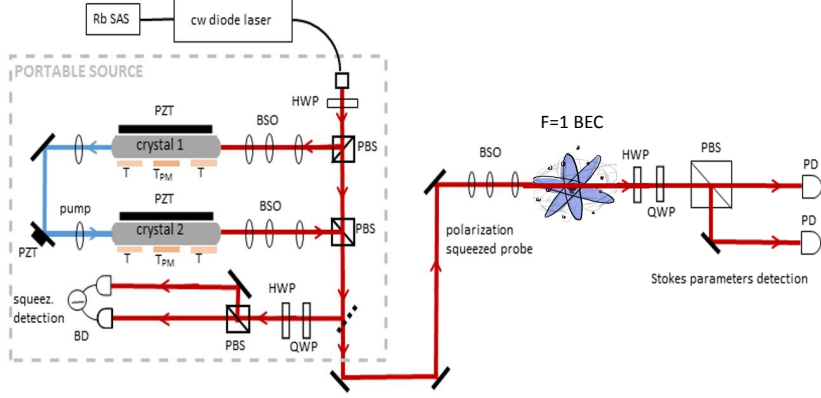 Rb SAS
cw diode laser
PORTABLE SOURCE
HWP
PZT
BSO
crystal 1
PBS
T
T_PM
T
pump
PZT
BSO
crystal 2
PBS
PZT
T
T_PM
T
squeez.
detection
BD
HWP
PBS
QWP
F=1 BEC
BSO
HWP
PBS
QWP
PD
PD
polarization
squeezed probe
Stokes parameters detection